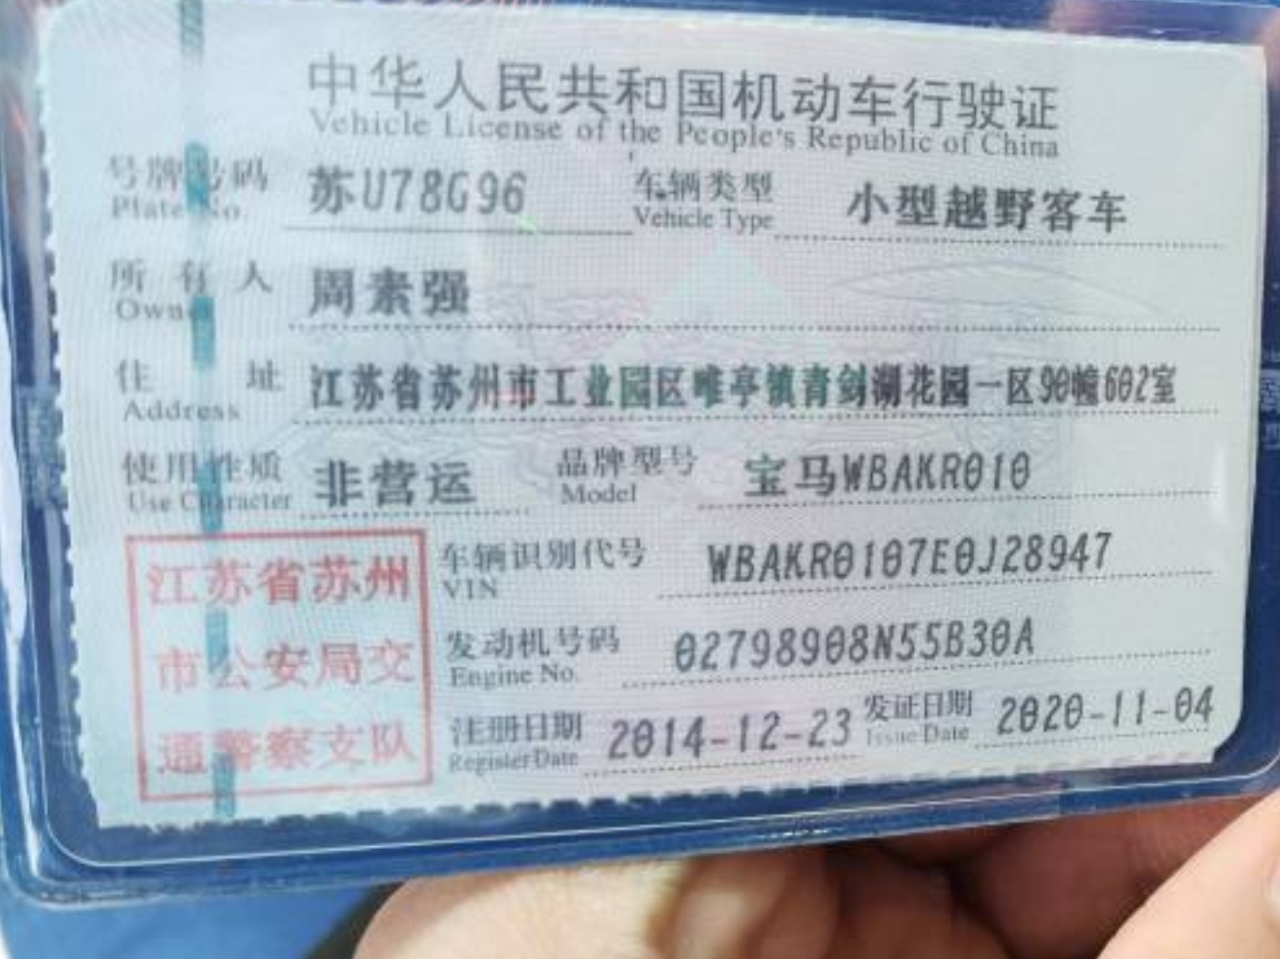 中华人民共和国机动车行驶证
Vehicle License of the People's Republic of China
号牌号码 苏U78G96 车辆类型 小型越野客车
Plate No. Vehicle Type
所有人 周素强
Owner
住址 江苏省苏州市工业园区唯亭镇青剑湖花园一区90幢602室
Address
使用性质 非营运 品牌型号 宝马WBAKR010
Use Character Model
江苏省苏州
市公安局交
通警察支队
车辆识别代号 WBAKR0107E0J28947
VIN
发动机号码 02798908N55B30A
Engine No.
注册日期 2014-12-23 发证日期 2020-11-04
Register Date Issue Date